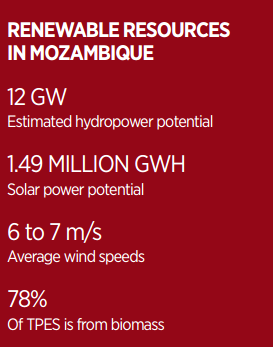 RENEWABLE RESOURCES
IN MOZAMBIQUE
12 GW
Estimated hydropower potential
1.49 MILLION GWH
Solar power potential
6 to 7 m/s
Average wind speeds
78%
Of TPES is from biomass